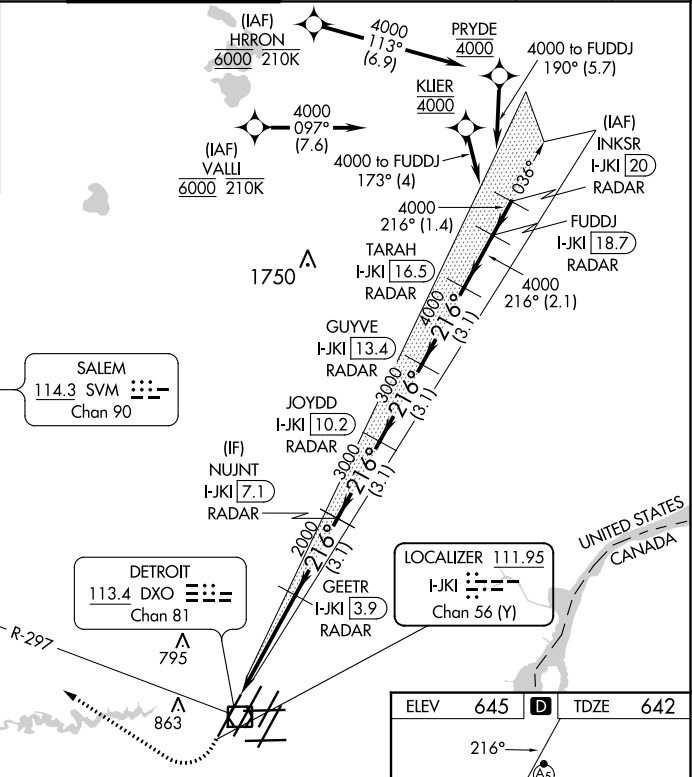 (IAF)
HRRON
6000 210K
4000
113°
(6.9)
PRYDE
4000
4000 to FUDDJ
190° (5.7)
KLIER
4000
(IAF)
VALLI
6000 210K
4000
097°
(7.6)
4000 to FUDDJ
173° (4)
(IAF)
INKSR
I-JKI 20
RADAR
036°
4000
216° (1.4)
FUDDJ
I-JKI 18.7
RADAR
TARAH
I-JKI 16.5
RADAR
4000
216° (2.1)
1750
4000
216°
(3.1)
GUYVE
I-JKI 13.4
RADAR
3000
216°
(3.1)
SALEM
114.3 SVM
Chan 90
JOYDD
I-JKI 10.2
RADAR
3000
216°
(3.1)
(IF)
NUJNT
I-JKI 7.1
RADAR
2000
216°
(3.1)
UNITED STATES
CANADA
DETROIT
113.4 DXO
Chan 81
LOCALIZER 111.95
I-JKI
Chan 56 (Y)
GEETR
I-JKI 3.9
RADAR
R-297
795
863
ELEV 645 D TDZE 642
216°
A5